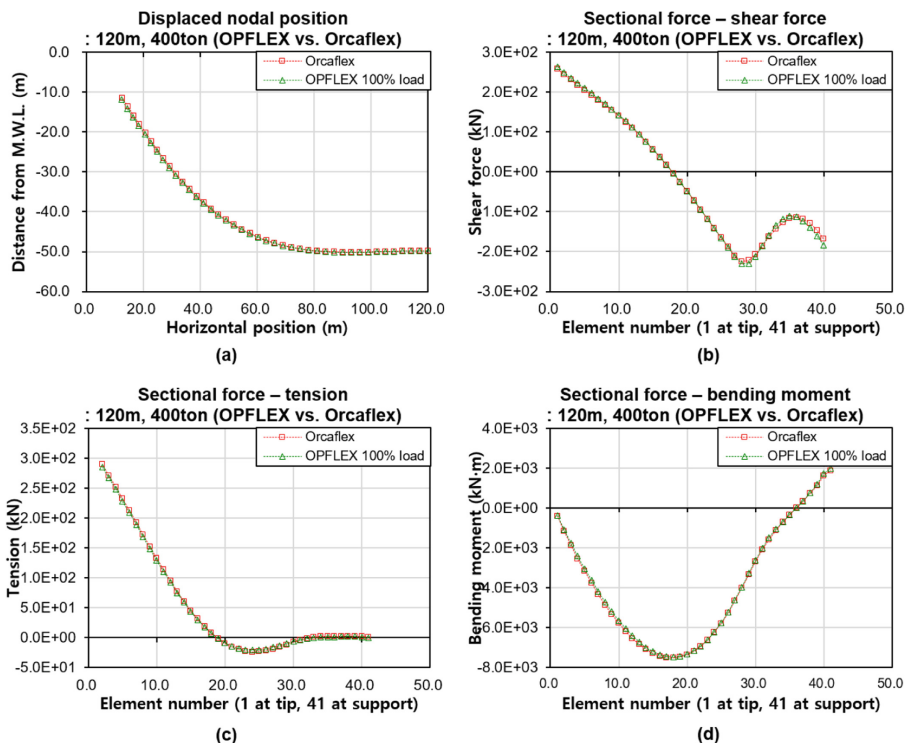 Displaced nodal position
: 120m, 400ton (OPFLEX vs. Orcaflex)
0.0
-10.0
-20.0
-30.0
-40.0
-50.0
-60.0
Distance from M.W.L. (m)
Orcaflex
OPFLEX 100% load
0.0 20.0 40.0 60.0 80.0 100.0 120.0
Horizontal position (m)
(a)
Sectional force – shear force
: 120m, 400ton (OPFLEX vs. Orcaflex)
3.0E+02
2.0E+02
1.0E+02
0.0E+00
-1.0E+02
-2.0E+02
-3.0E+02
Shear force (kN)
Orcaflex
OPFLEX 100% load
0.0 10.0 20.0 30.0 40.0 50.0
Element number (1 at tip, 41 at support)
(b)
Sectional force – tension
: 120m, 400ton (OPFLEX vs. Orcaflex)
3.5E+02
3.0E+02
2.5E+02
2.0E+02
1.5E+02
1.0E+02
5.0E+01
0.0E+00
-5.0E+01
Tension (kN)
Orcaflex
OPFLEX 100% load
0.0 10.0 20.0 30.0 40.0 50.0
Element number (1 at tip, 41 at support)
(c)
Sectional force – bending moment
: 120m, 400ton (OPFLEX vs. Orcaflex)
4.0E+03
2.0E+03
0.0E+00
2.0E+03
4.0E+03
6.0E+03
-8.0E+03
Bending moment (kN·m)
Orcaflex
OPFLEX 100% load
0.0 10.0 20.0 30.0 40.0 50.0
Element number (1 at tip, 41 at support)
(d)